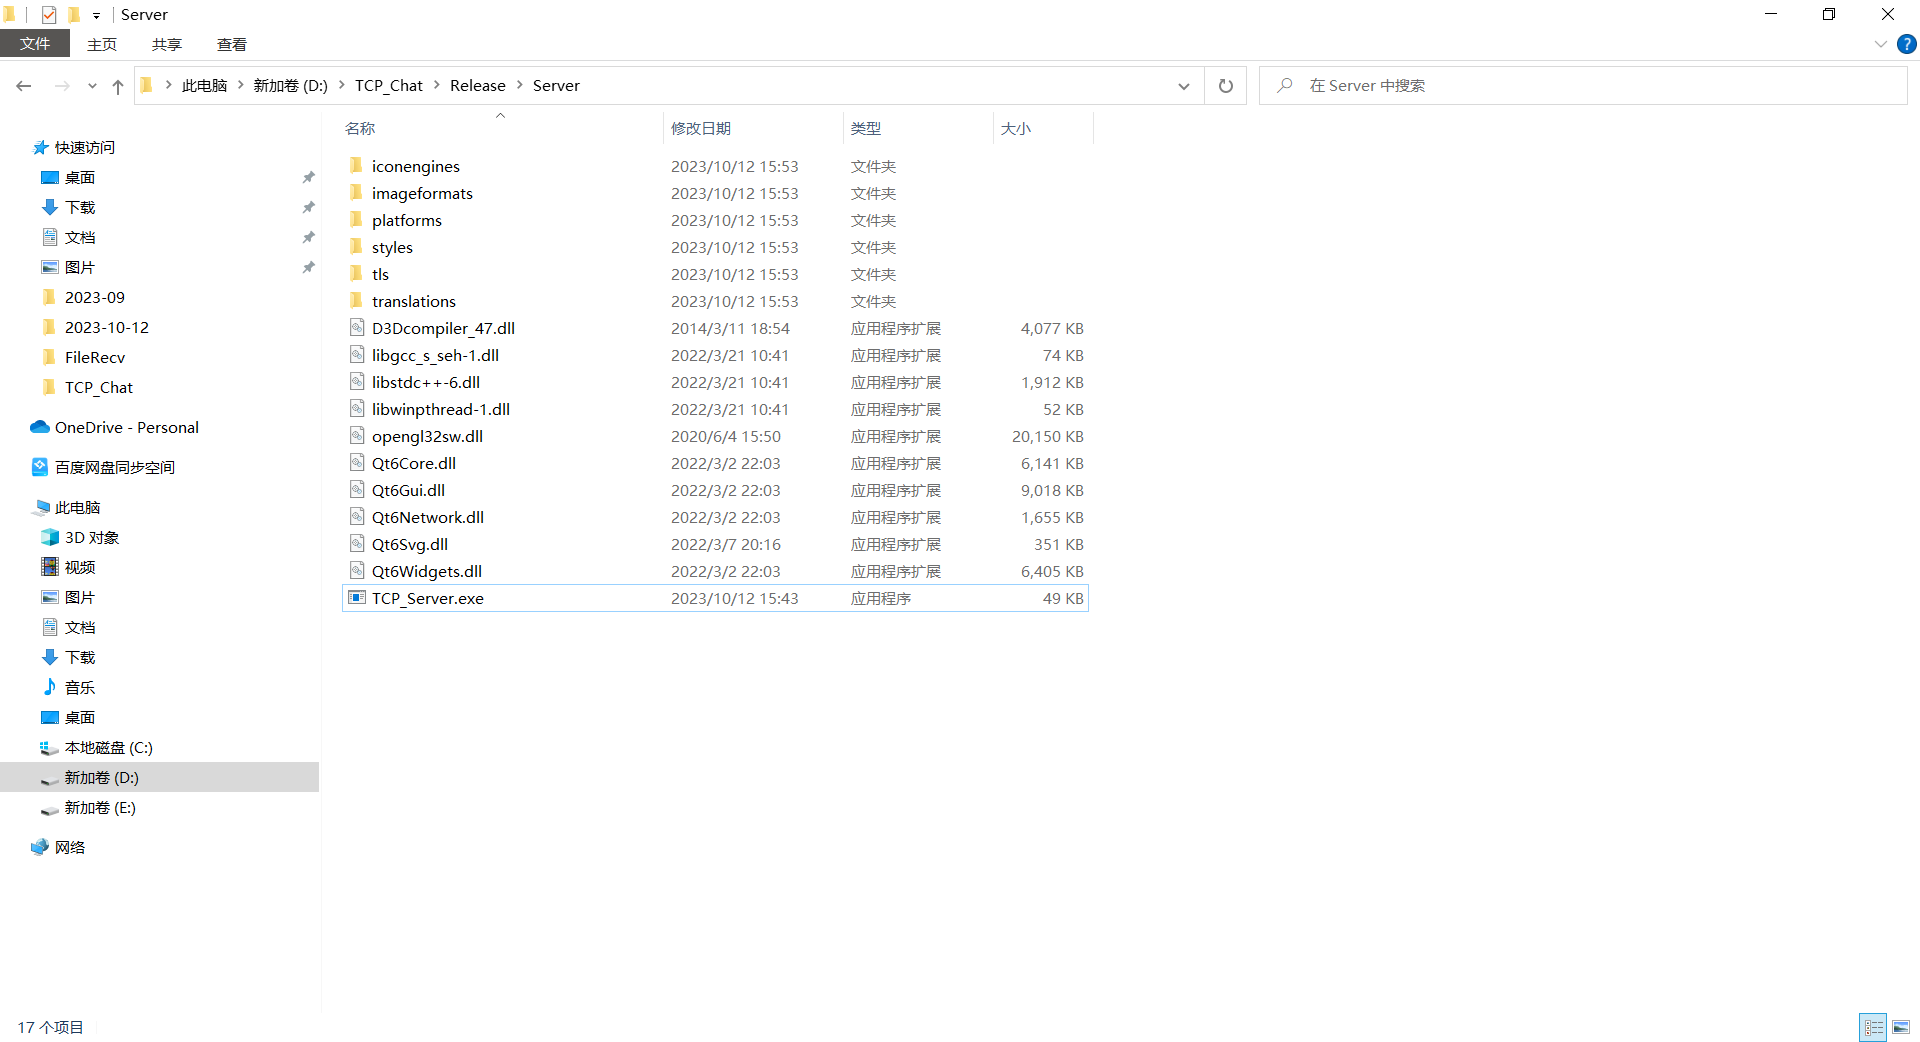 Server
文件 主页 共享 查看
此电脑 新加卷 (D:) TCP_Chat Release Server
在 Server 中搜索
快速访问
桌面
下载
文档
图片
2023-09
2023-10-12
FileRecv
TCP_Chat
OneDrive - Personal
百度网盘同步空间
此电脑
3D 对象
视频
图片
文档
下载
音乐
桌面
本地磁盘 (C:)
新加卷 (D:)
新加卷 (E:)
网络
名称 修改日期 类型 大小
iconengines 2023/10/12 15:53 文件夹
imageformats 2023/10/12 15:53 文件夹
platforms 2023/10/12 15:53 文件夹
styles 2023/10/12 15:53 文件夹
tls 2023/10/12 15:53 文件夹
translations 2023/10/12 15:53 文件夹
D3Dcompiler_47.dll 2014/3/11 18:54 应用程序扩展 4,077 KB
libgcc_s_seh-1.dll 2022/3/21 10:41 应用程序扩展 74 KB
libstdc++-6.dll 2022/3/21 10:41 应用程序扩展 1,912 KB
libwinpthread-1.dll 2022/3/21 10:41 应用程序扩展 52 KB
opengl32sw.dll 2020/6/4 15:50 应用程序扩展 20,150 KB
Qt6Core.dll 2022/3/2 22:03 应用程序扩展 6,141 KB
Qt6Gui.dll 2022/3/2 22:03 应用程序扩展 9,018 KB
Qt6Network.dll 2022/3/2 22:03 应用程序扩展 1,655 KB
Qt6Svg.dll 2022/3/7 20:16 应用程序扩展 351 KB
Qt6Widgets.dll 2022/3/2 22:03 应用程序扩展 6,405 KB
TCP_Server.exe 2023/10/12 15:43 应用程序 49 KB
17 个项目